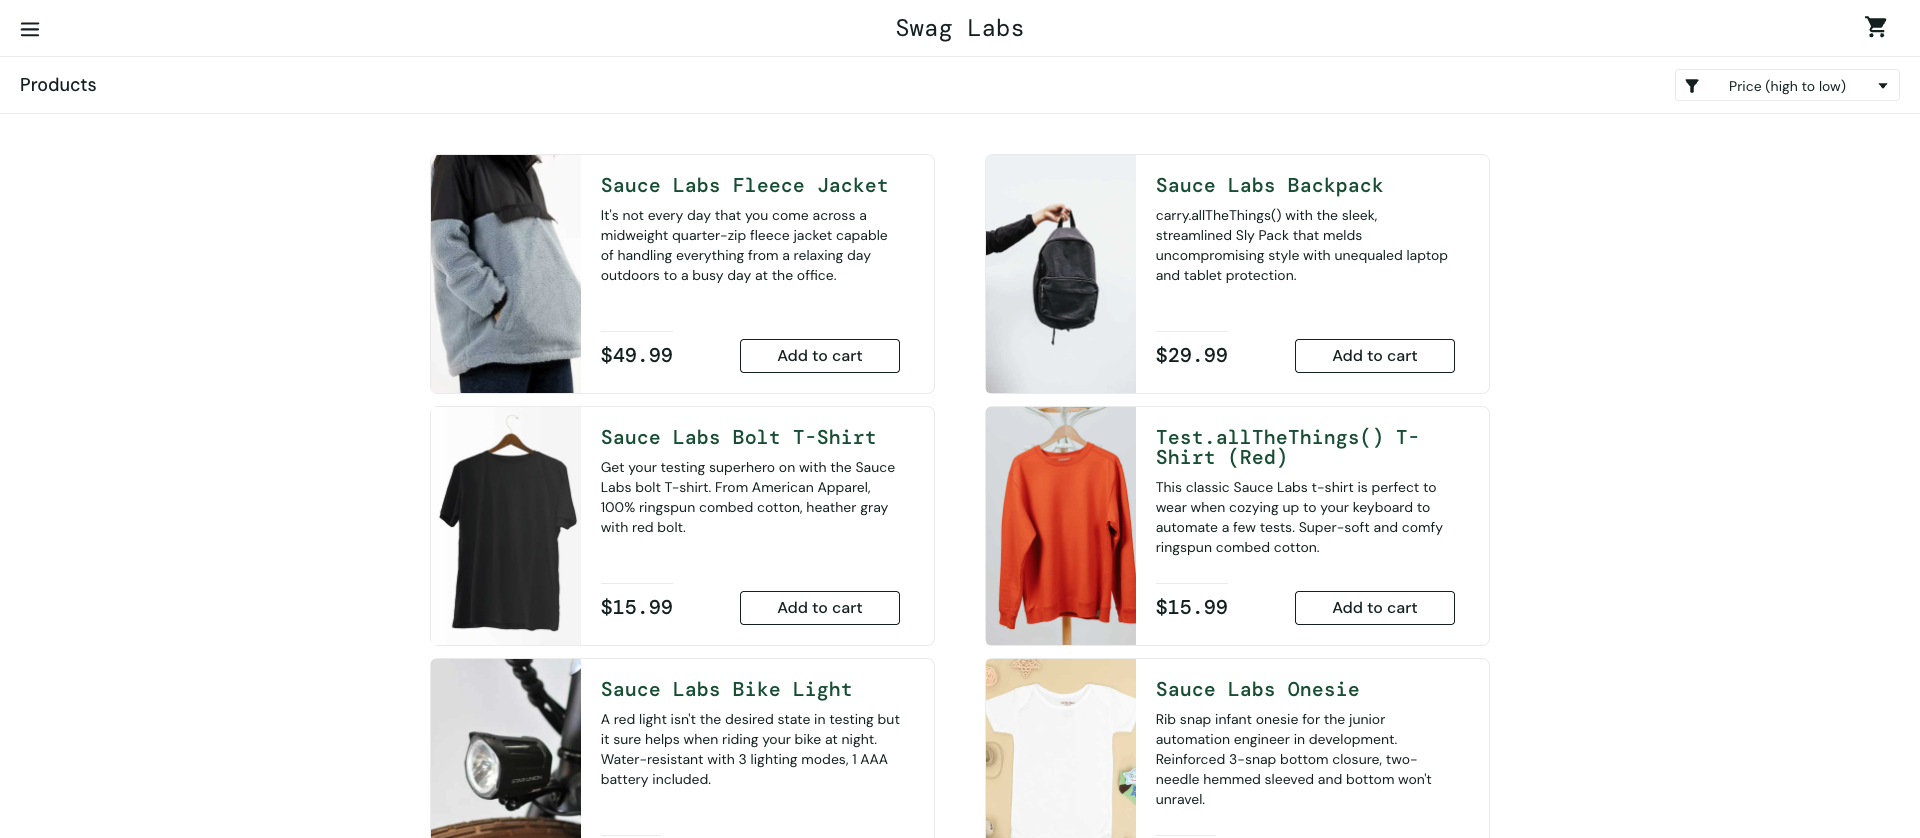 Swag Labs
Products
Price (high to low)
Sauce Labs Fleece Jacket
It's not every day that you come across a
midweight quarter-zip fleece jacket capable
of handling everything from a relaxing day
outdoors to a busy day at the office.
$49.99
Add to cart
Sauce Labs Backpack
carry.allTheThings() with the sleek,
streamlined Sly Pack that melds
uncompromising style with unequaled laptop
and tablet protection.
$29.99
Add to cart
Sauce Labs Bolt T-Shirt
Get your testing superhero on with the Sauce
Labs bolt T-shirt. From American Apparel,
100% ringspun combed cotton, heather gray
with red bolt.
$15.99
Add to cart
Test.allTheThings() T-
Shirt (Red)
This classic Sauce Labs t-shirt is perfect to
wear when cozying up to your keyboard to
automate a few tests. Super-soft and comfy
ringspun combed cotton.
$15.99
Add to cart
Sauce Labs Bike Light
A red light isn't the desired state in testing but
it sure helps when riding your bike at night.
Water-resistant with 3 lighting modes, 1 AAA
battery included.
Sauce Labs Onesie
Rib snap infant onesie for the junior
automation engineer in development.
Reinforced 3-snap bottom closure, two-
needle hemmed sleeved and bottom won't
unravel.